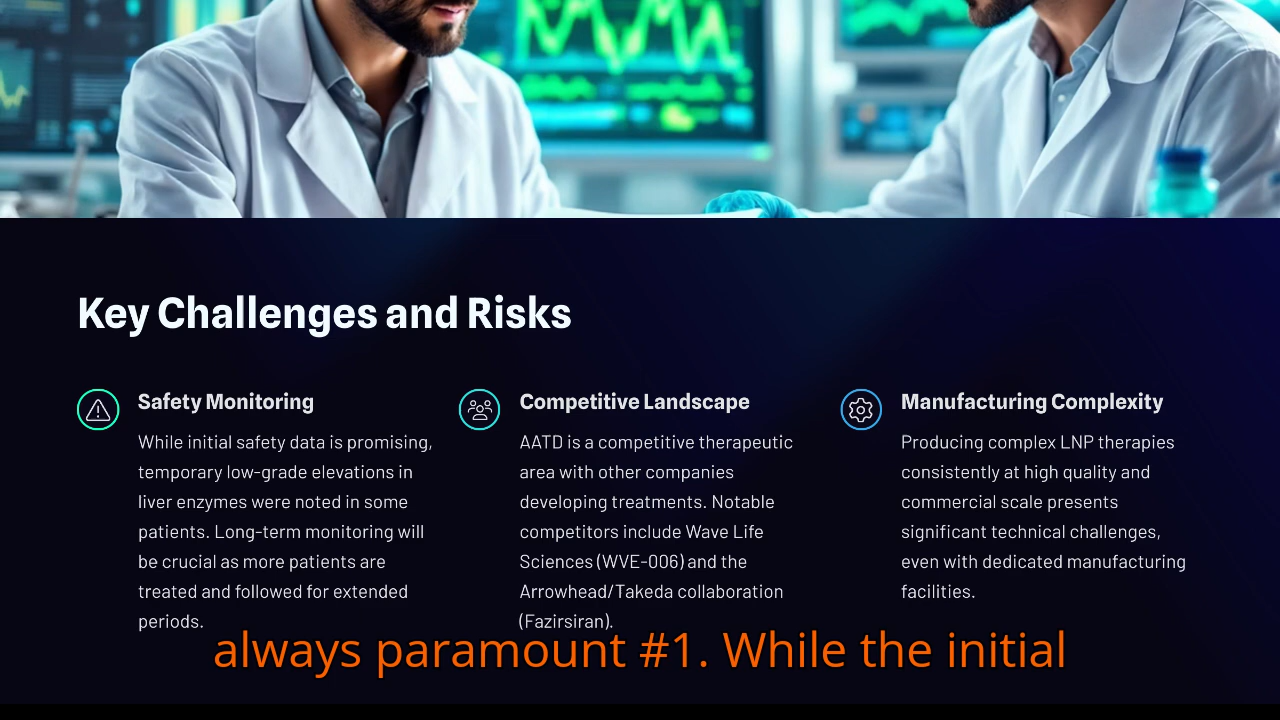 Key Challenges and Risks
Safety Monitoring
While initial safety data is promising,
temporary low-grade elevations in
liver enzymes were noted in some
patients. Long-term monitoring will
be crucial as more patients are
treated and followed for extended
periods.
Competitive Landscape
AATD is a competitive therapeutic
area with other companies
developing treatments. Notable
competitors include Wave Life
Sciences (WVE-006) and the
Arrowhead/Takeda collaboration
(Fazirsiran).
Manufacturing Complexity
Producing complex LNP therapies
consistently at high quality and
commercial scale presents
significant technical challenges,
even with dedicated manufacturing
facilities.
always paramount #1. While the initial